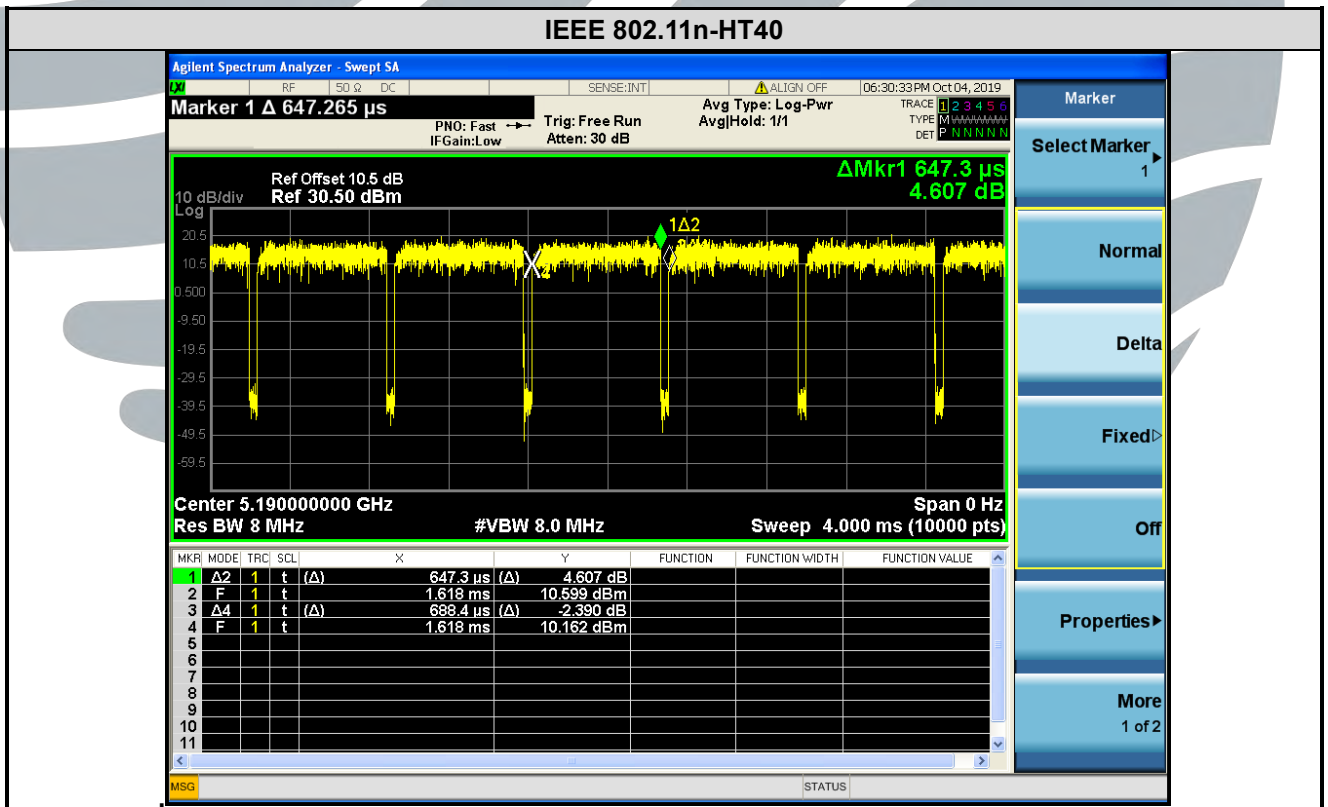 IEEE 802.11n-HT40
Agilent Spectrum Analyzer - Swept SA
LXI RF 50 Ω DC SENSE:INT ALIGN OFF 06:30:33 PM Oct 04, 2019
Marker 1 Δ 647.265 µs
PNO: Fast
IFGain:Low
Trig: Free Run
Atten: 30 dB
Avg Type: Log-Pwr
Avg|Hold: 1/1
TRACE 1 2 3 4 5 6
TYPE M
DET P N N N N N
Marker
Select Marker
1
Normal
Delta
Fixed
Off
Properties
More
1 of 2
ΔMkr1 647.3 µs
4.607 dB
Ref Offset 10.5 dB
10 dB/div Ref 30.50 dBm
Log
20.5
10.5
0.500
-9.50
-19.5
-29.5
-39.5
-49.5
-59.5
1Δ2
X2
Center 5.190000000 GHz Span 0 Hz
Res BW 8 MHz #VBW 8.0 MHz Sweep 4.000 ms (10000 pts)
MKR MODE TRC SCL X Y FUNCTION FUNCTION WIDTH FUNCTION VALUE
1 Δ2 1 t (Δ) 647.3 µs (Δ) 4.607 dB
2 F 1 t 1.618 ms 10.599 dBm
3 Δ4 1 t (Δ) 688.4 µs (Δ) -2.390 dB
4 F 1 t 1.618 ms 10.162 dBm
5
6
7
8
9
10
11
MSG STATUS